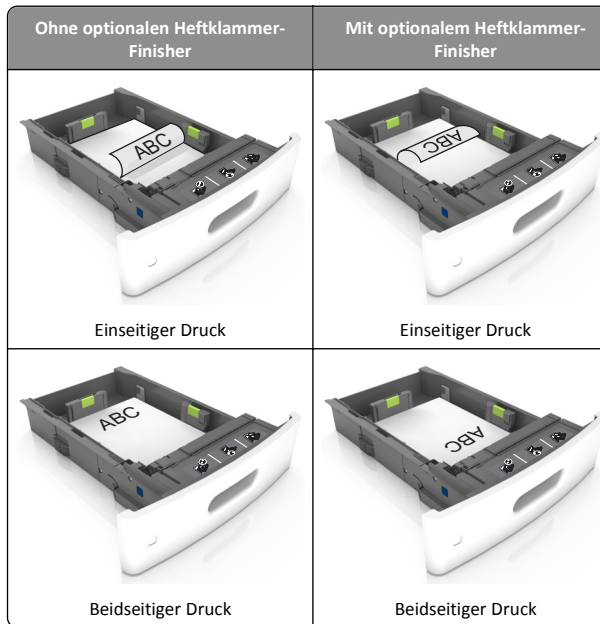 Ohne optionalen Heftklammer-
Finisher
Mit optionalem Heftklammer-
Finisher
ABC
ABC
Einseitiger Druck
Einseitiger Druck
ABC
ABC
Beidseitiger Druck
Beidseitiger Druck